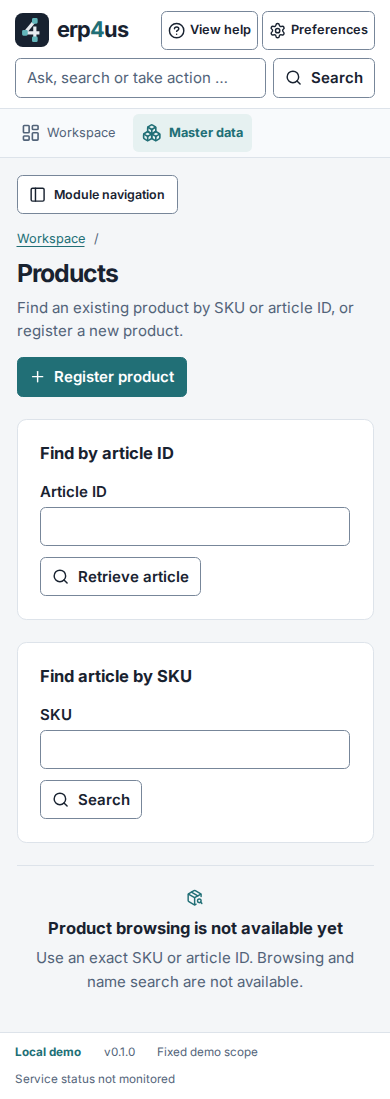 erp4us
View help
Preferences
Ask, search or take action ...
Search
Workspace
Master data
Module navigation
Workspace /
Products
Find an existing product by SKU or article ID, or
register a new product.
Register product
Find by article ID
Article ID
Retrieve article
Find article by SKU
SKU
Search
Product browsing is not available yet
Use an exact SKU or article ID. Browsing and
name search are not available.
Local demo v0.1.0 Fixed demo scope
Service status not monitored